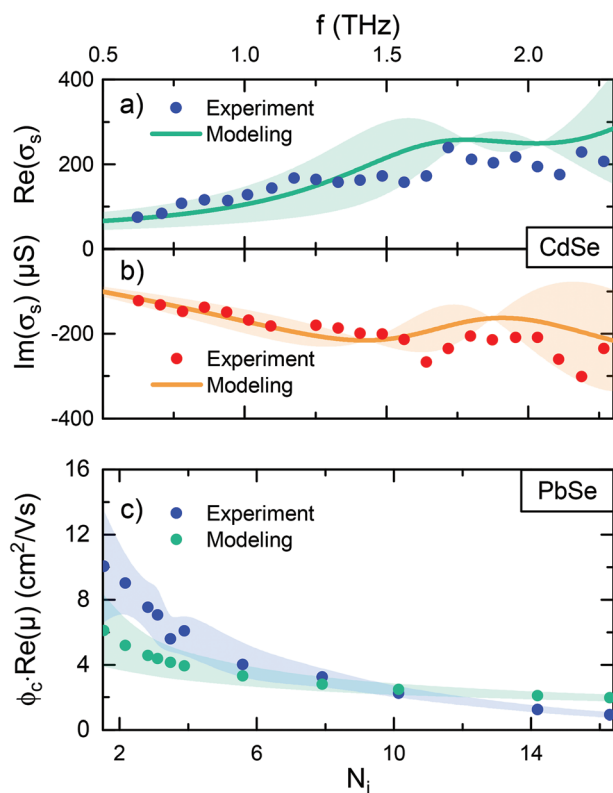 f (THz)
0.5 1.0 1.5 2.0
a)
Experiment
Modeling
400
200
0
Re(σs)
b)
CdSe
Im(σs) (μS)
-200
-400
Experiment
Modeling
c)
PbSe
Experiment
Modeling
16
12
8
4
0
ϕc·Re(μ) (cm²/Vs)
2 6 10 14
Ni